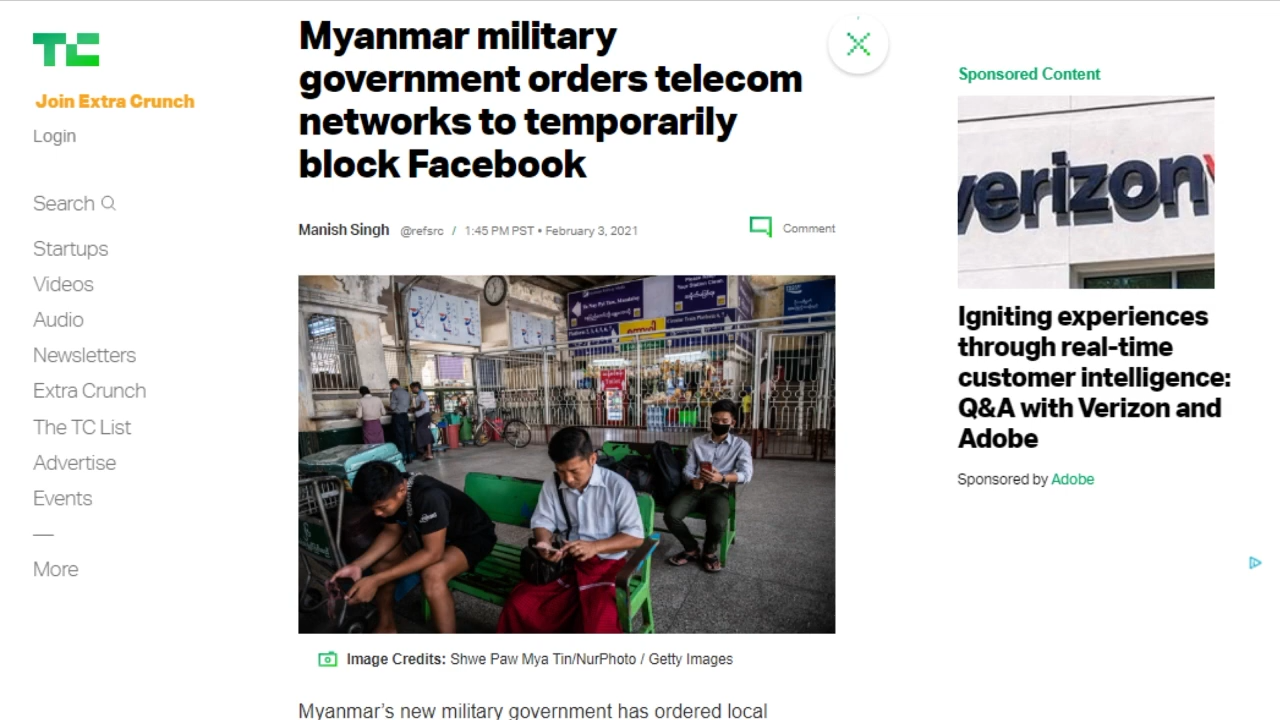 TC
Join Extra Crunch
Login
Search
Startups
Videos
Audio
Newsletters
Extra Crunch
The TC List
Advertise
Events
—
More
Myanmar military
government orders telecom
networks to temporarily
block Facebook
Manish Singh @refsrc / 1:45 PM PST • February 3, 2021
Comment
Image Credits: Shwe Paw Mya Tin/NurPhoto / Getty Images
Myanmar’s new military government has ordered local
Sponsored Content
verizon
Igniting experiences
through real-time
customer intelligence:
Q&A with Verizon and
Adobe
Sponsored by Adobe